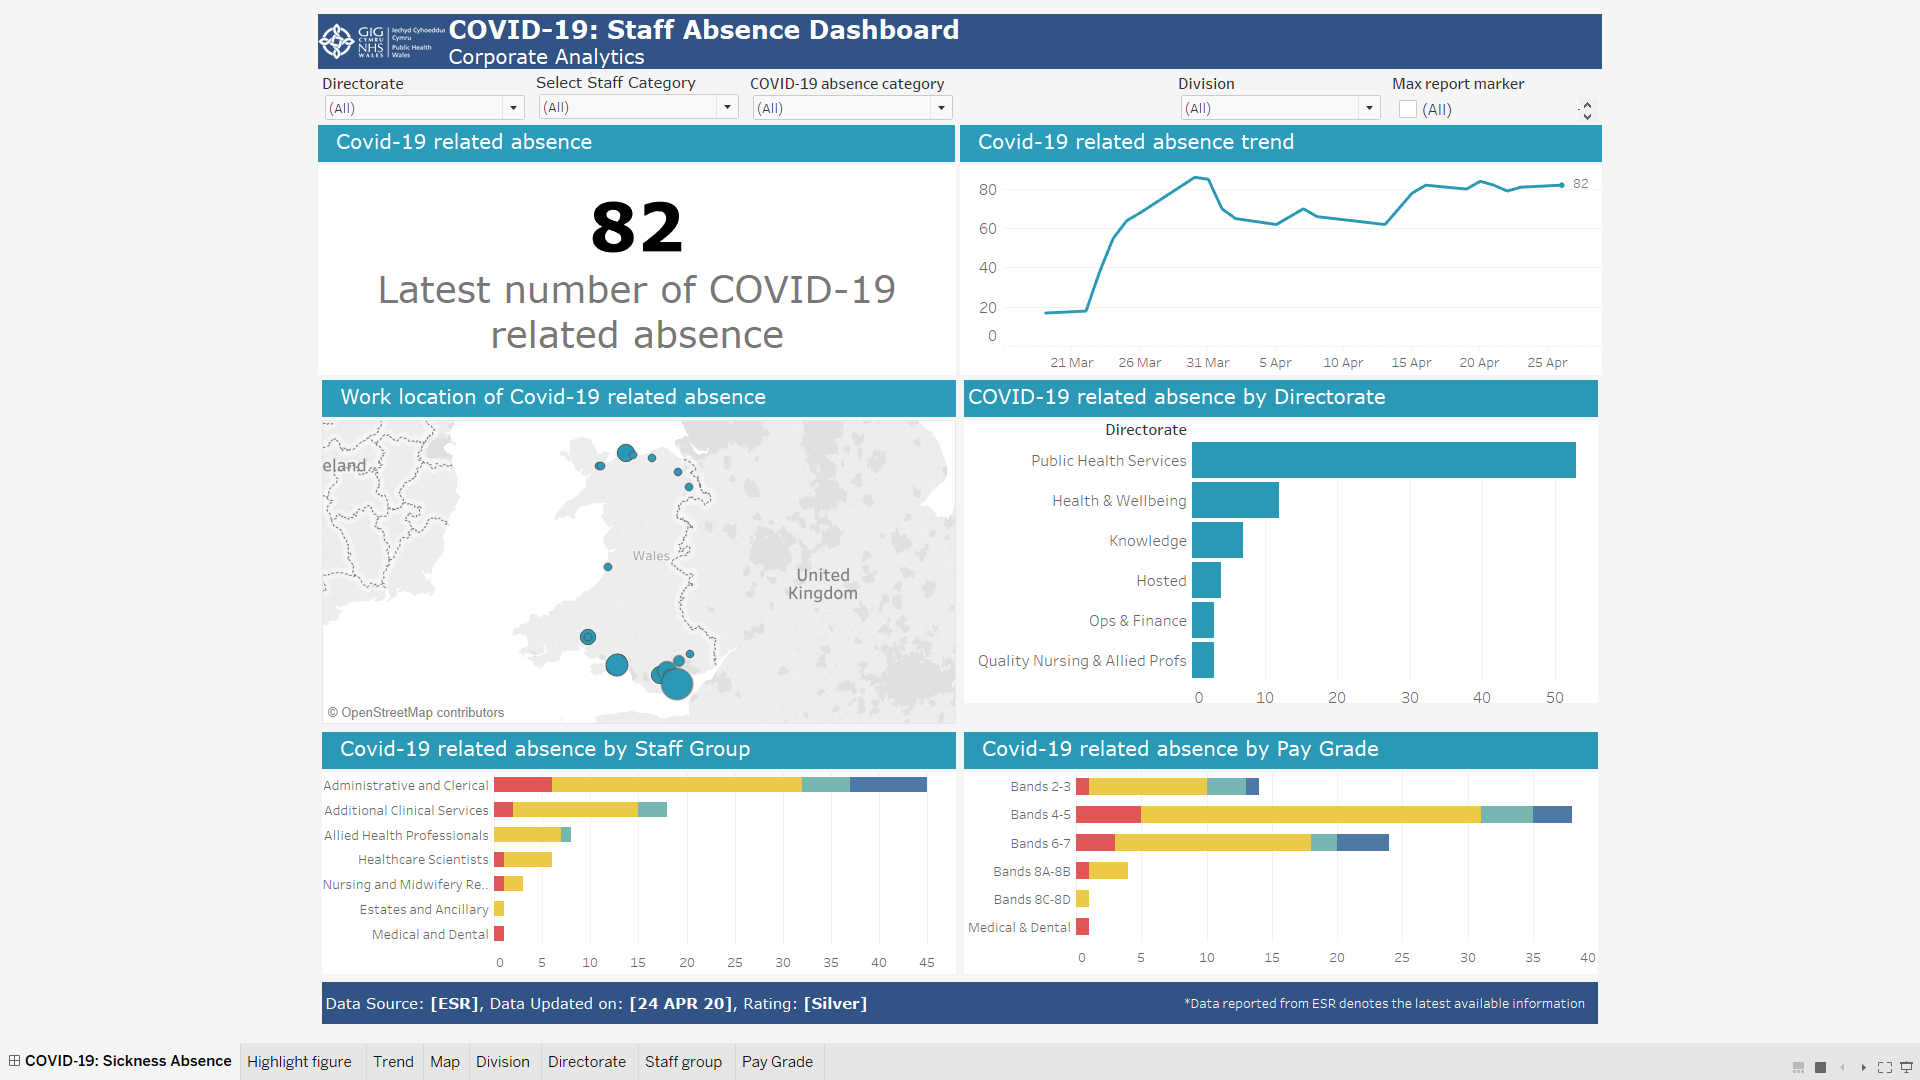 GIG
CYMRU
NHS
WALES
Iechyd Cyhoeddus
Cymru
Public Health
Wales
COVID-19: Staff Absence Dashboard
Corporate Analytics
Directorate
Select Staff Category
COVID-19 absence category
Division
Max report marker
(All)
(All)
(All)
(All)
(All)
Covid-19 related absence
82
Latest number of COVID-19
related absence
Covid-19 related absence trend
80
60
40
20
0
82
21 Mar
26 Mar
31 Mar
5 Apr
10 Apr
15 Apr
20 Apr
25 Apr
Work location of Covid-19 related absence
eland
Wales
United
Kingdom
© OpenStreetMap contributors
COVID-19 related absence by Directorate
Directorate
Public Health Services
Health & Wellbeing
Knowledge
Hosted
Ops & Finance
Quality Nursing & Allied Profs
0 10 20 30 40 50
Covid-19 related absence by Staff Group
Administrative and Clerical
Additional Clinical Services
Allied Health Professionals
Healthcare Scientists
Nursing and Midwifery Re..
Estates and Ancillary
Medical and Dental
0 5 10 15 20 25 30 35 40 45
Covid-19 related absence by Pay Grade
Bands 2-3
Bands 4-5
Bands 6-7
Bands 8A-8B
Bands 8C-8D
Medical & Dental
0 5 10 15 20 25 30 35 40
Data Source: [ESR], Data Updated on: [24 APR 20], Rating: [Silver]
*Data reported from ESR denotes the latest available information
COVID-19: Sickness Absence
Highlight figure
Trend
Map
Division
Directorate
Staff group
Pay Grade